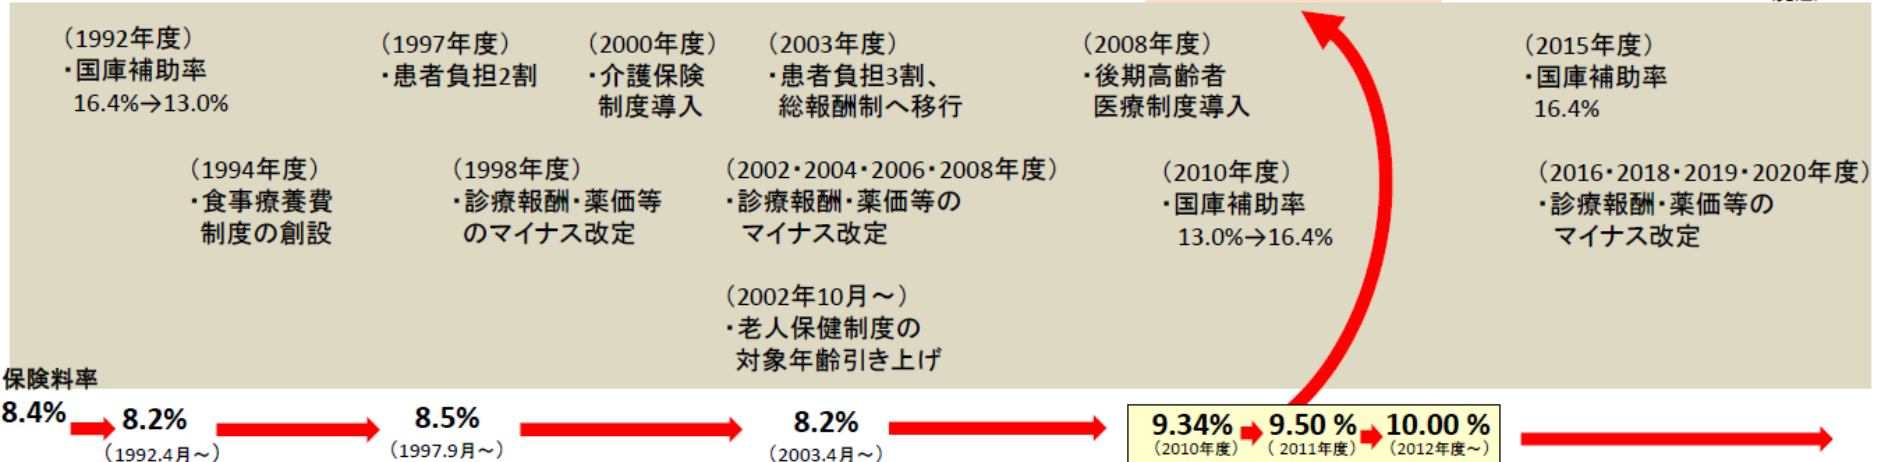 （1992年度）
・国庫補助率
16.4%→13.0%
（1997年度）
・患者負担2割
（2000年度）
・介護保険
制度導入
（2003年度）
・患者負担3割、
総報酬制へ移行
（2008年度）
・後期高齢者
医療制度導入
（2015年度）
・国庫補助率
16.4%
（1994年度）
・食事療養費
制度の創設
（1998年度）
・診療報酬・薬価等
のマイナス改定
（2002・2004・2006・2008年度）
・診療報酬・薬価等の
マイナス改定
（2010年度）
・国庫補助率
13.0%→16.4%
（2016・2018・2019・2020年度）
・診療報酬・薬価等の
マイナス改定
（2002年10月～）
・老人保健制度の
対象年齢引き上げ
保険料率
8.4%
8.2%
（1992.4月～）
8.5%
（1997.9月～）
8.2%
（2003.4月～）
9.34%
（2010年度）
9.50 %
（ 2011年度）
10.00 %
（2012年度～）